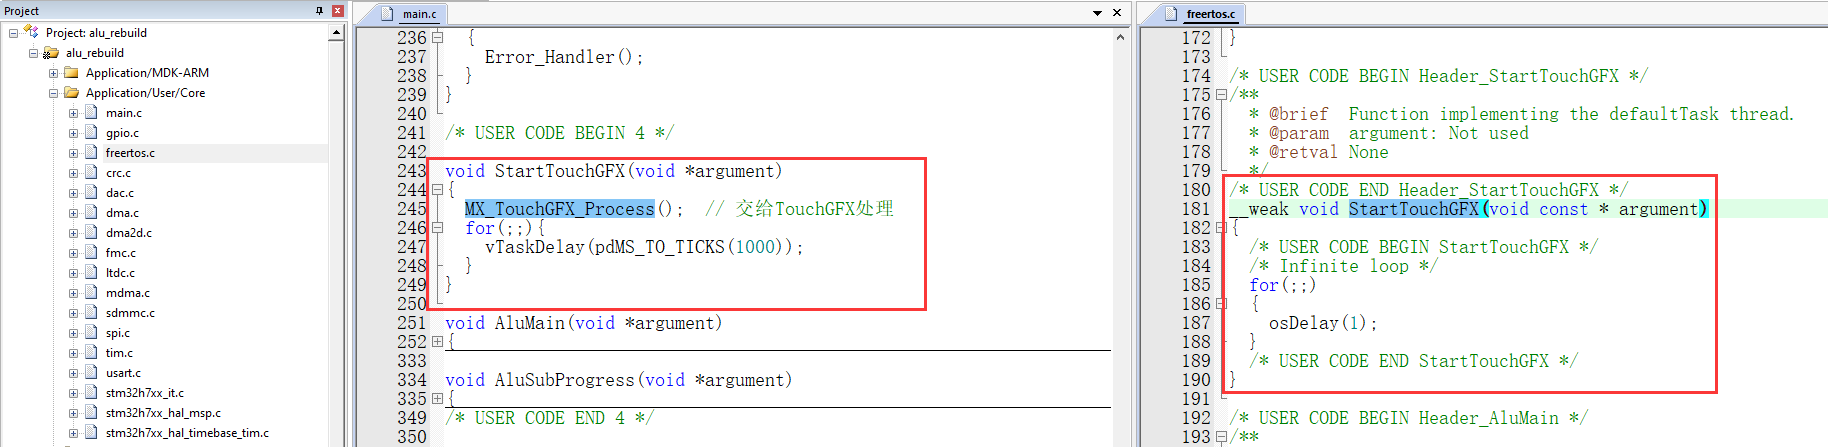 Project
Project: alu_rebuild
alu_rebuild
Application/MDK-ARM
Application/User/Core
main.c
gpio.c
freertos.c
crc.c
dac.c
dma.c
dma2d.c
fmc.c
ltdc.c
mdma.c
sdmmc.c
spi.c
tim.c
usart.c
stm32h7xx_it.c
stm32h7xx_hal_msp.c
stm32h7xx_hal_timebase_tim.c
main.c
236 {
237 Error_Handler();
238 }
239 }
240
241 /* USER CODE BEGIN 4 */
242
243 void StartTouchGFX(void *argument)
244 {
245 MX_TouchGFX_Process(); // 交给TouchGFX处理
246 for(;;){
247 vTaskDelay(pdMS_TO_TICKS(1000));
248 }
249 }
250
251 void AluMain(void *argument)
252 {
333
334 void AluSubProgress(void *argument)
335 {
349 /* USER CODE END 4 */
350
freertos.c
172 }
173
174 /* USER CODE BEGIN Header_StartTouchGFX */
175 /**
176 * @brief Function implementing the defaultTask thread.
177 * @param argument: Not used
178 * @retval None
179 */
180 /* USER CODE END Header_StartTouchGFX */
181 __weak void StartTouchGFX(void const * argument)
182 {
183 /* USER CODE BEGIN StartTouchGFX */
184 /* Infinite loop */
185 for(;;)
186 {
187 osDelay(1);
188 }
189 /* USER CODE END StartTouchGFX */
190 }
191
192 /* USER CODE BEGIN Header_AluMain */
193 /**